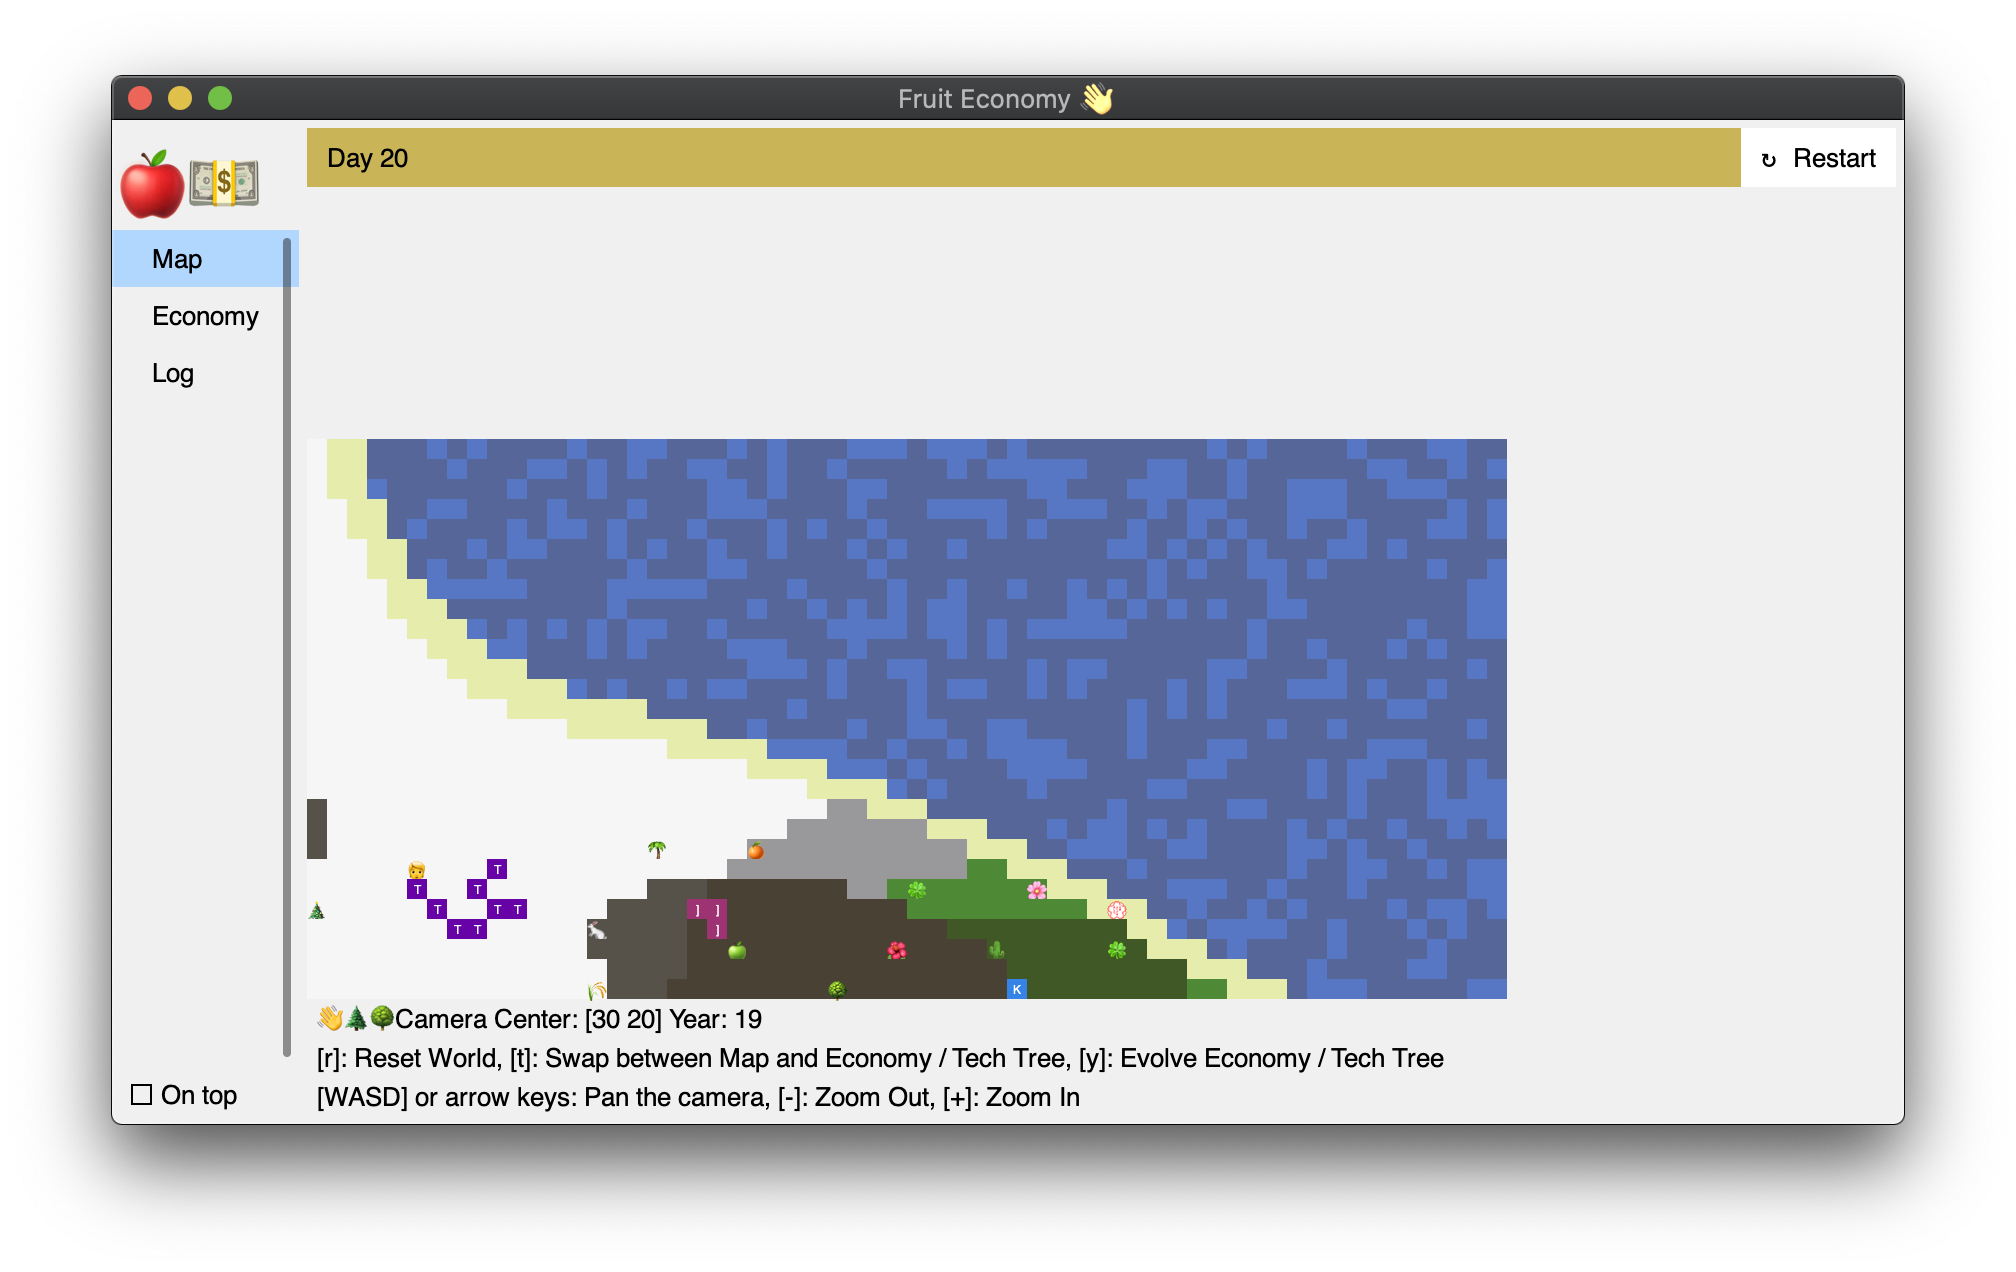 Fruit Economy 👋
Day 20
↻ Restart
Map
Economy
Log
T
T T
T T T
] ]
T T ]
K
👋🌲🌳Camera Center: [30 20] Year: 19
[r]: Reset World, [t]: Swap between Map and Economy / Tech Tree, [y]: Evolve Economy / Tech Tree
On top
[WASD] or arrow keys: Pan the camera, [-]: Zoom Out, [+]: Zoom In